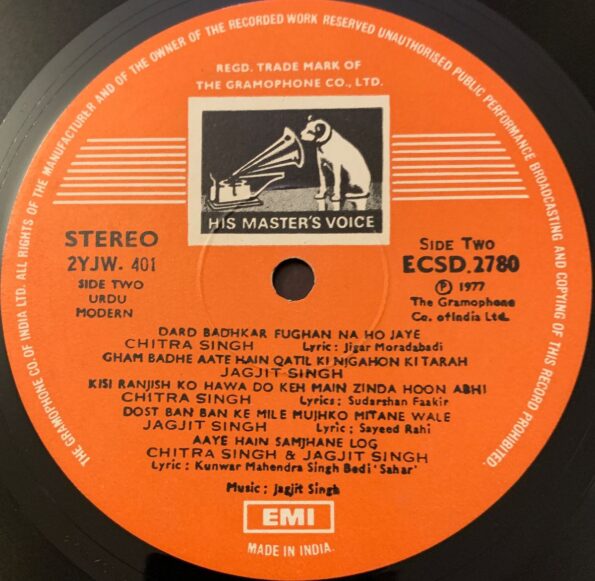 THE GRAMOPHONE CO. OF INDIA LTD. ALL RIGHTS OF THE MANUFACTURER AND OF THE OWNER OF THE RECORDED WORK RESERVED UNAUTHORISED PUBLIC PERFORMANCE BROADCASTING AND COPYING OF THIS RECORD PROHIBITED.
REGD. TRADE MARK OF
THE GRAMOPHONE CO., LTD.
HIS MASTER'S VOICE
STEREO
2YJW. 401
SIDE TWO
URDU
MODERN
SIDE TWO
ECSD.2780
℗ 1977
The Gramophone
Co. of India Ltd.
DARD BADHKAR FUGHAN NA HO JAYE
CHITRA SINGH Lyric: Jigar Moradabadi
GHAM BADHE AATE HAIN QATIL KI NIGAHON KI TARAH
JAGJIT SINGH
KISI RANJISH KO HAWA DO KEH MAIN ZINDA HOON ABHI
CHITRA SINGH Lyrics: Sudarshan Faakir
DOST BAN BAN KE MILE MUJHKO MITANE WALE
JAGJIT SINGH Lyric: Sayeed Rahi
AAYE HAIN SAMJHANE LOG
CHITRA SINGH & JAGJIT SINGH
Lyric: Kunwar Mahendra Singh Bedi 'Sahar'
Music: Jagjit Singh
EMI
MADE IN INDIA.